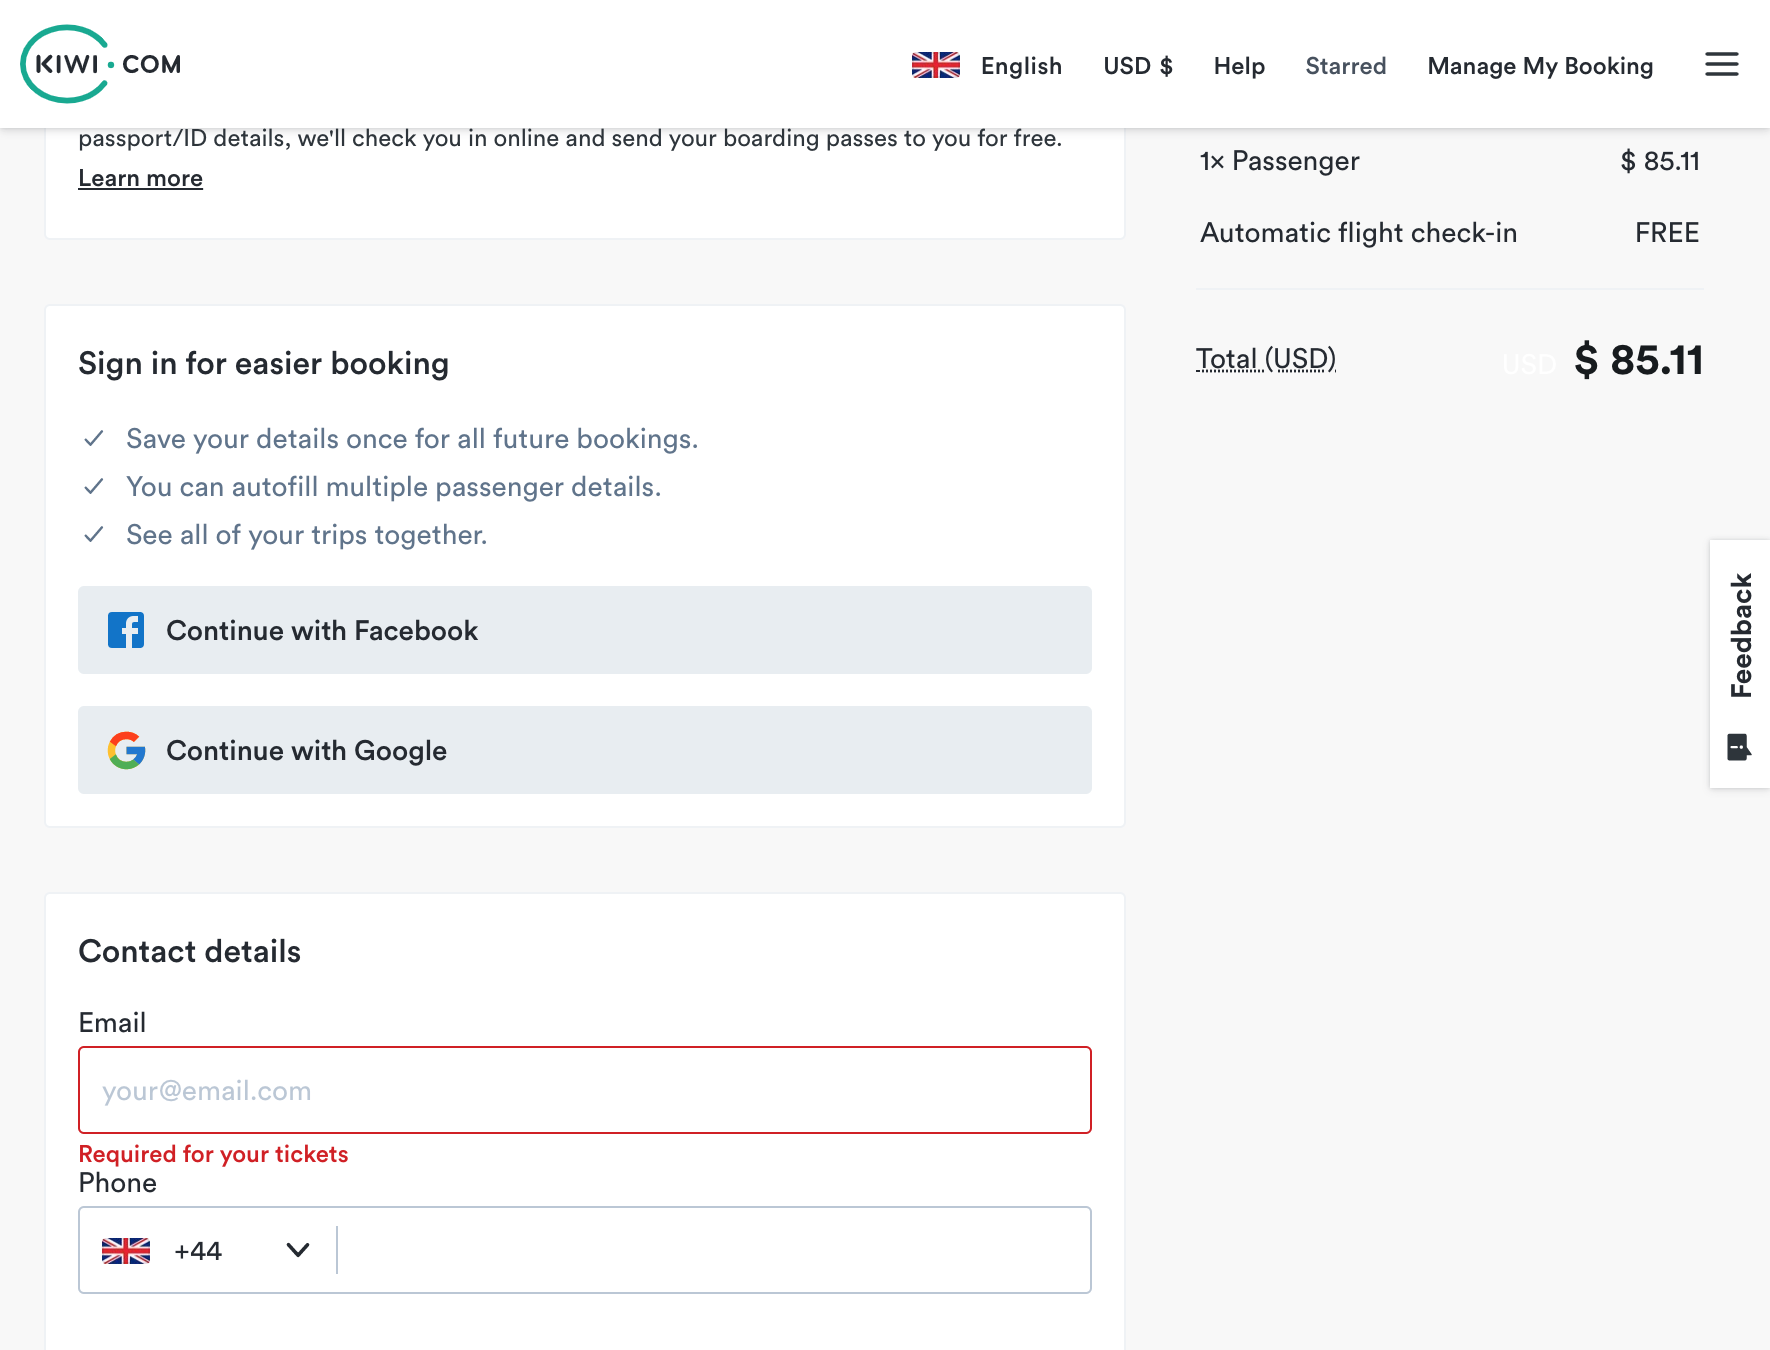 KIWI.COM
English
USD $
Help
Starred
Manage My Booking
passport/ID details, we'll check you in online and send your boarding passes to you for free.
Learn more
1× Passenger
$ 85.11
Automatic flight check-in
FREE
Total (USD)
USD $ 85.11
Sign in for easier booking
Save your details once for all future bookings.
You can autofill multiple passenger details.
See all of your trips together.
Continue with Facebook
Continue with Google
Feedback
Contact details
Email
your@email.com
Required for your tickets
Phone
+44